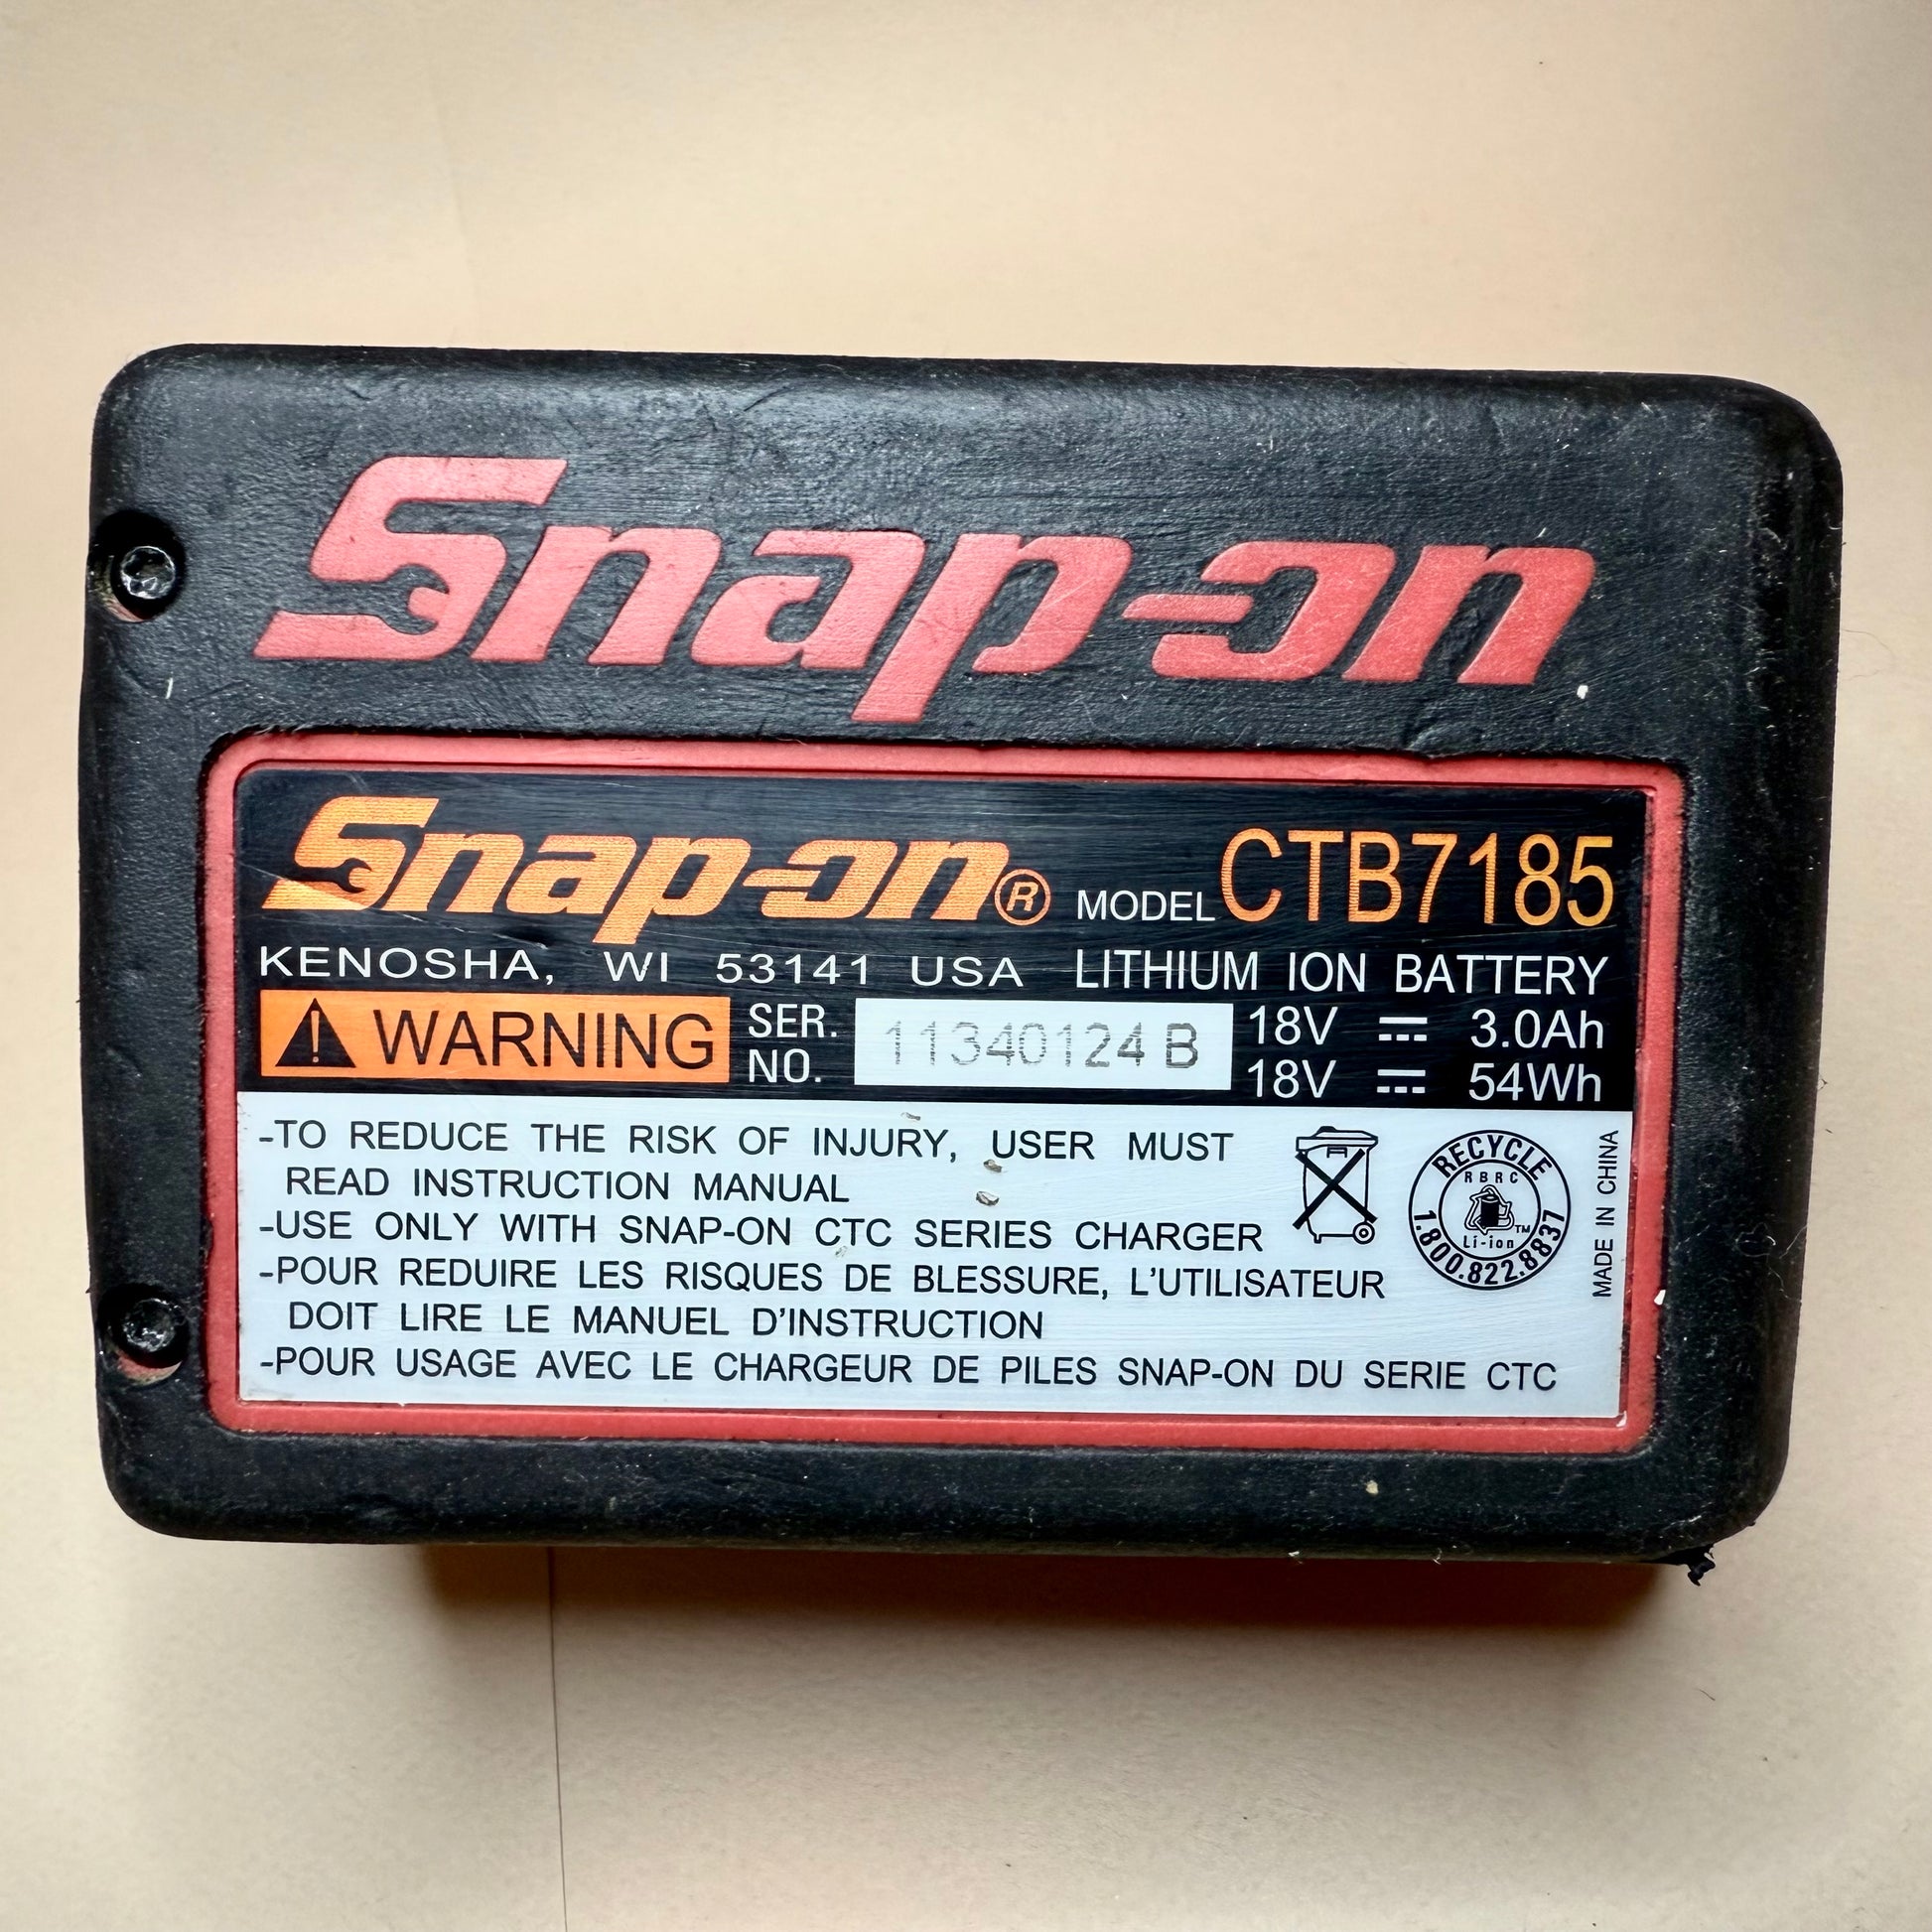 Snap-on
Snap-on® MODEL CTB7185
KENOSHA, WI 53141 USA LITHIUM ION BATTERY
⚠ WARNING SER. NO. 11340124 B
18V ⎓ 3.0Ah
18V ⎓ 54Wh
-TO REDUCE THE RISK OF INJURY, USER MUST
READ INSTRUCTION MANUAL
-USE ONLY WITH SNAP-ON CTC SERIES CHARGER
-POUR REDUIRE LES RISQUES DE BLESSURE, L'UTILISATEUR
DOIT LIRE LE MANUEL D'INSTRUCTION
-POUR USAGE AVEC LE CHARGEUR DE PILES SNAP-ON DU SERIE CTC
RECYCLE
RBRC
TM
Li-ion
1.800.822.8837
MADE IN CHINA